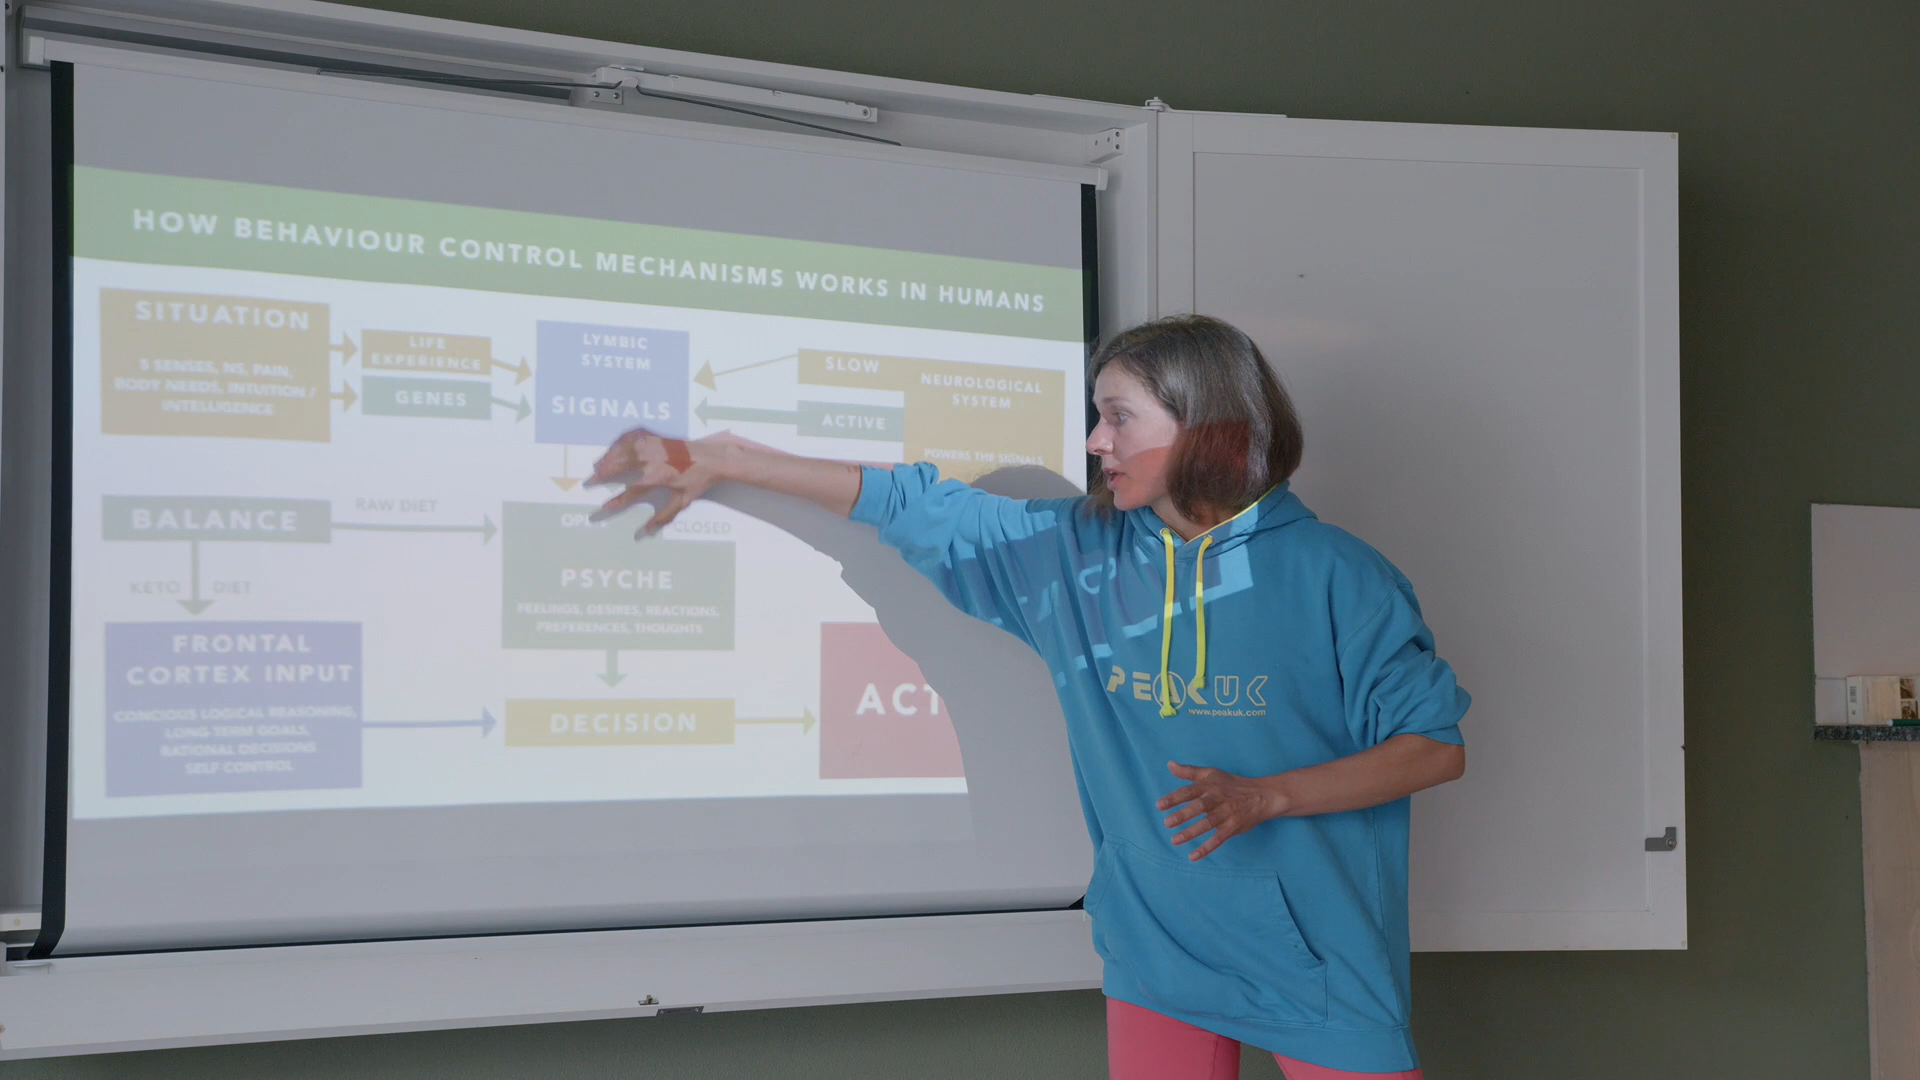 HOW BEHAVIOUR CONTROL MECHANISMS WORKS IN HUMANS
SITUATION
5 SENSES, NS, PAIN,
BODY NEEDS, INTUITION /
INTELLIGENCE
LIFE
EXPERIENCE
GENES
LYMBIC
SYSTEM
SIGNALS
SLOW
ACTIVE
NEUROLOGICAL
SYSTEM
POWERS THE SIGNALS
BALANCE
RAW DIET
KETO DIET
CLOSED
PSYCHE
FEELINGS, DESIRES, REACTIONS,
PREFERENCES, THOUGHTS
FRONTAL
CORTEX INPUT
CONCIOUS LOGICAL REASONING,
LONG TERM GOALS,
RATIONAL DECISIONS
SELF CONTROL
DECISION
ACT
PEAK UK
www.peakuk.com